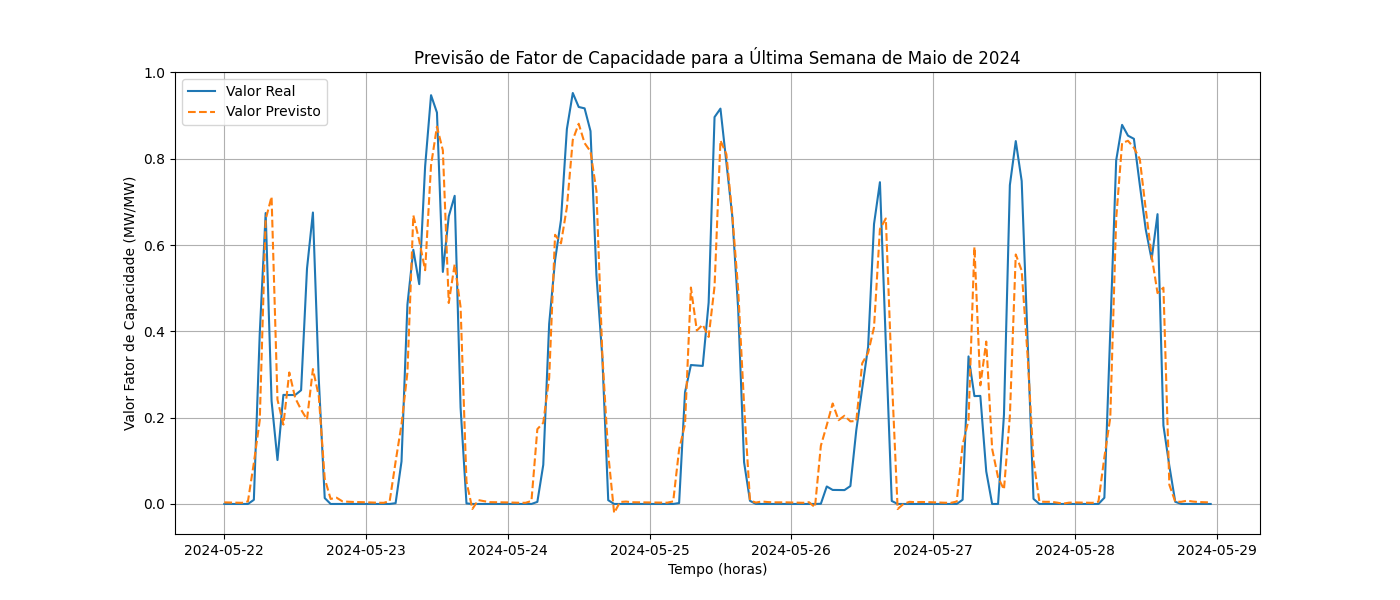 Previsão de Fator de Capacidade para a Última Semana de Maio de 2024
Valor Real
Valor Previsto
Valor Fator de Capacidade (MW/MW)
1.0
0.8
0.6
0.4
0.2
0.0
2024-05-22 2024-05-23 2024-05-24 2024-05-25 2024-05-26 2024-05-27 2024-05-28 2024-05-29
Tempo (horas)